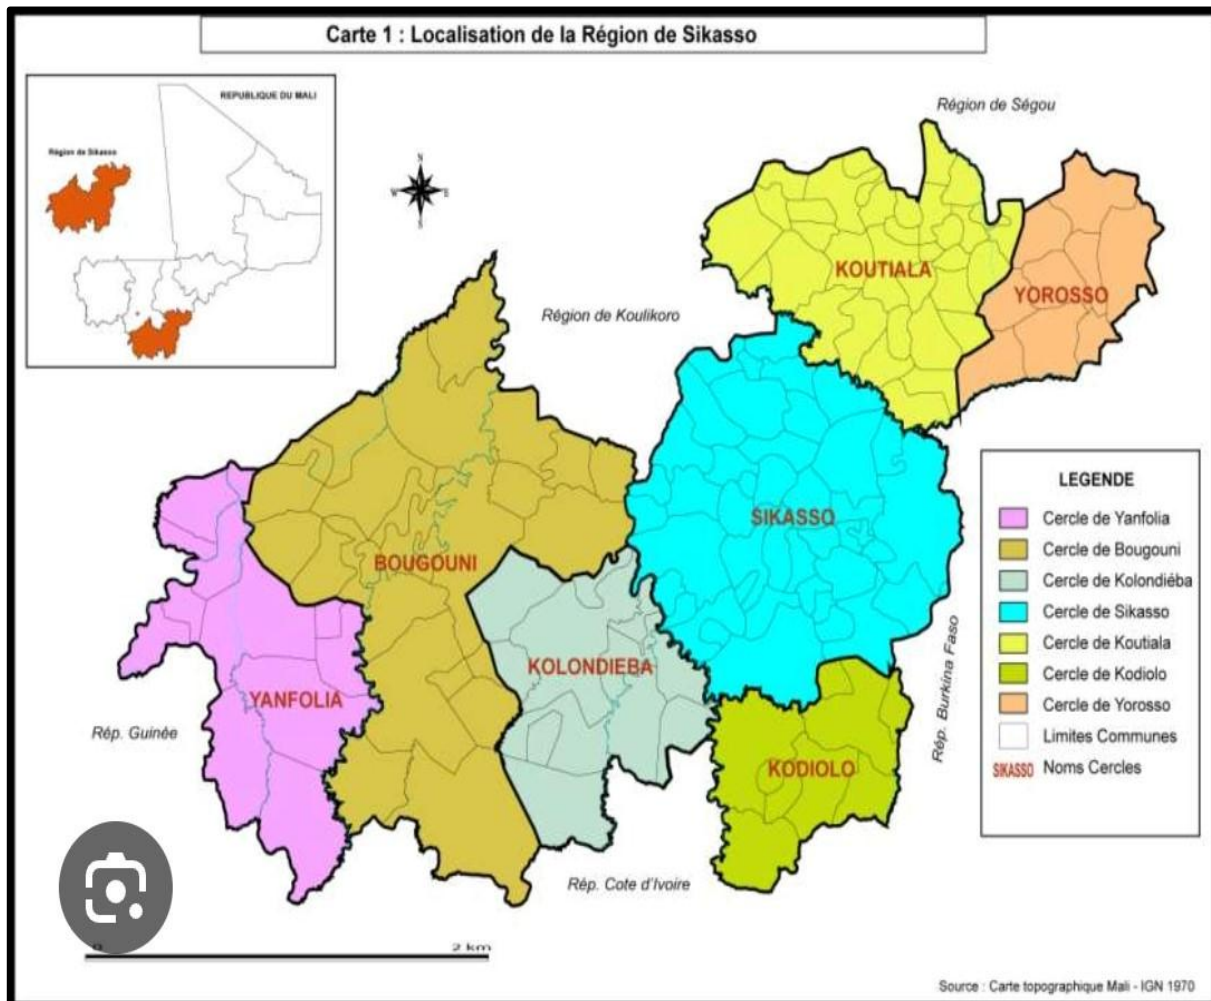 Carte 1 : Localisation de la Région de Sikasso
REPUBLIQUE DU MALI
Région de Sikasso
N
W
E
S
Région de Ségou
KOUTIALA
YOROSSO
Région de Koulikoro
SIKASSO
BOUGOUNI
KOLONDIEBA
YANFOLIA
Rép. Guinée
KODIOLO
Rép. Burkina Faso
Rép. Cote d'Ivoire
LEGENDE
Cercle de Yanfolia
Cercle de Bougouni
Cercle de Kolondiéba
Cercle de Sikasso
Cercle de Koutiala
Cercle de Kodiolo
Cercle de Yorosso
Limites Communes
SIKASSO Noms Cercles
0 2 km
Source : Carte topographique Mali - IGN 1970